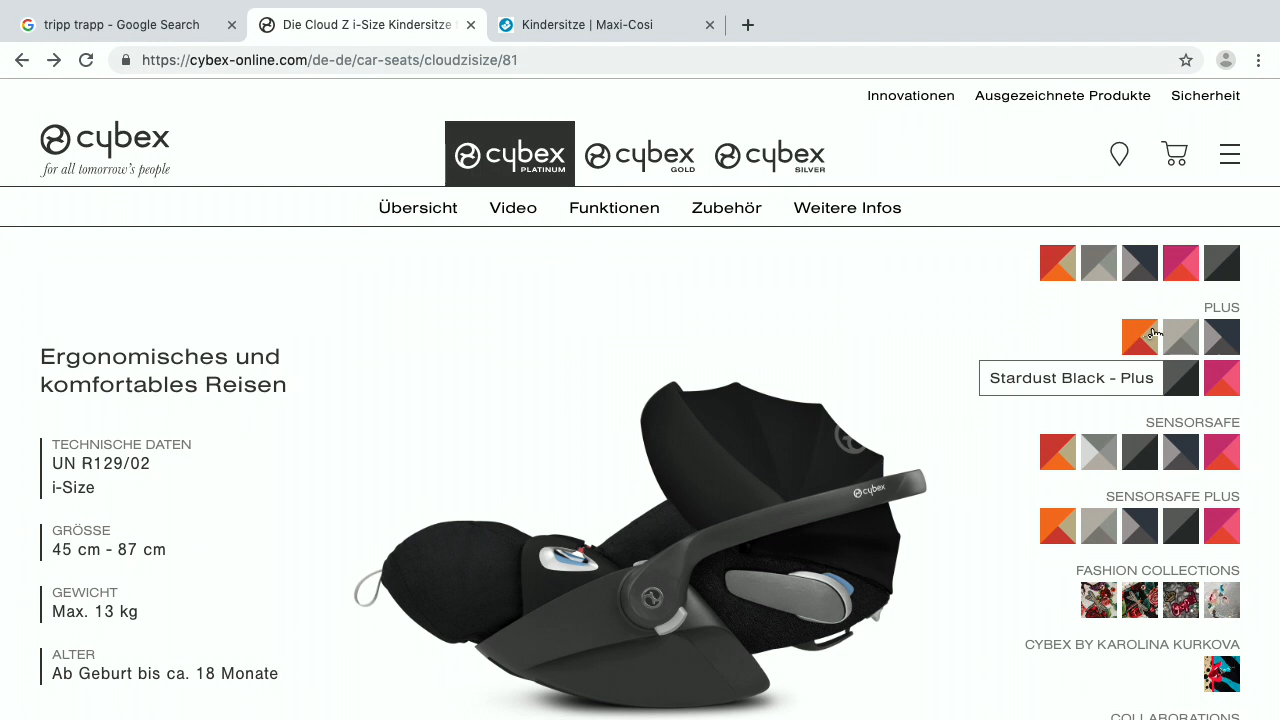 tripp trapp - Google Search
Die Cloud Z i-Size Kindersitze
Kindersitze | Maxi-Cosi
https://cybex-online.com/de-de/car-seats/cloudzisize/81
Innovationen Ausgezeichnete Produkte Sicherheit
cybex
for all tomorrow's people
cybex PLATINUM
cybex GOLD
cybex SILVER
Übersicht Video Funktionen Zubehör Weitere Infos
PLUS
Stardust Black - Plus
Ergonomisches und
komfortables Reisen
TECHNISCHE DATEN
UN R129/02
i-Size
GRÖSSE
45 cm - 87 cm
GEWICHT
Max. 13 kg
ALTER
Ab Geburt bis ca. 18 Monate
cybex
SENSORSAFE
SENSORSAFE PLUS
FASHION COLLECTIONS
CYBEX BY KAROLINA KURKOVA
COLLABORATIONS